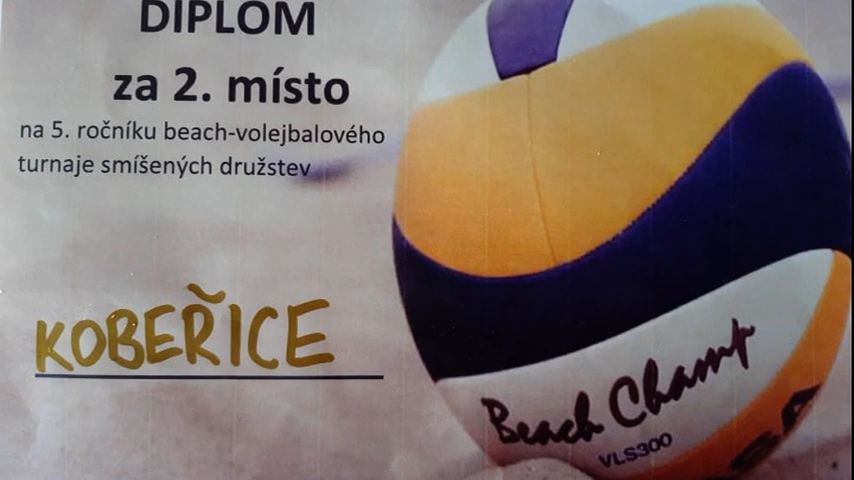 DIPLOM
za 2. místo
na 5. ročníku beach-volejbalového
turnaje smíšených družstev
KOBEŘICE
Beach Champ
VLS300